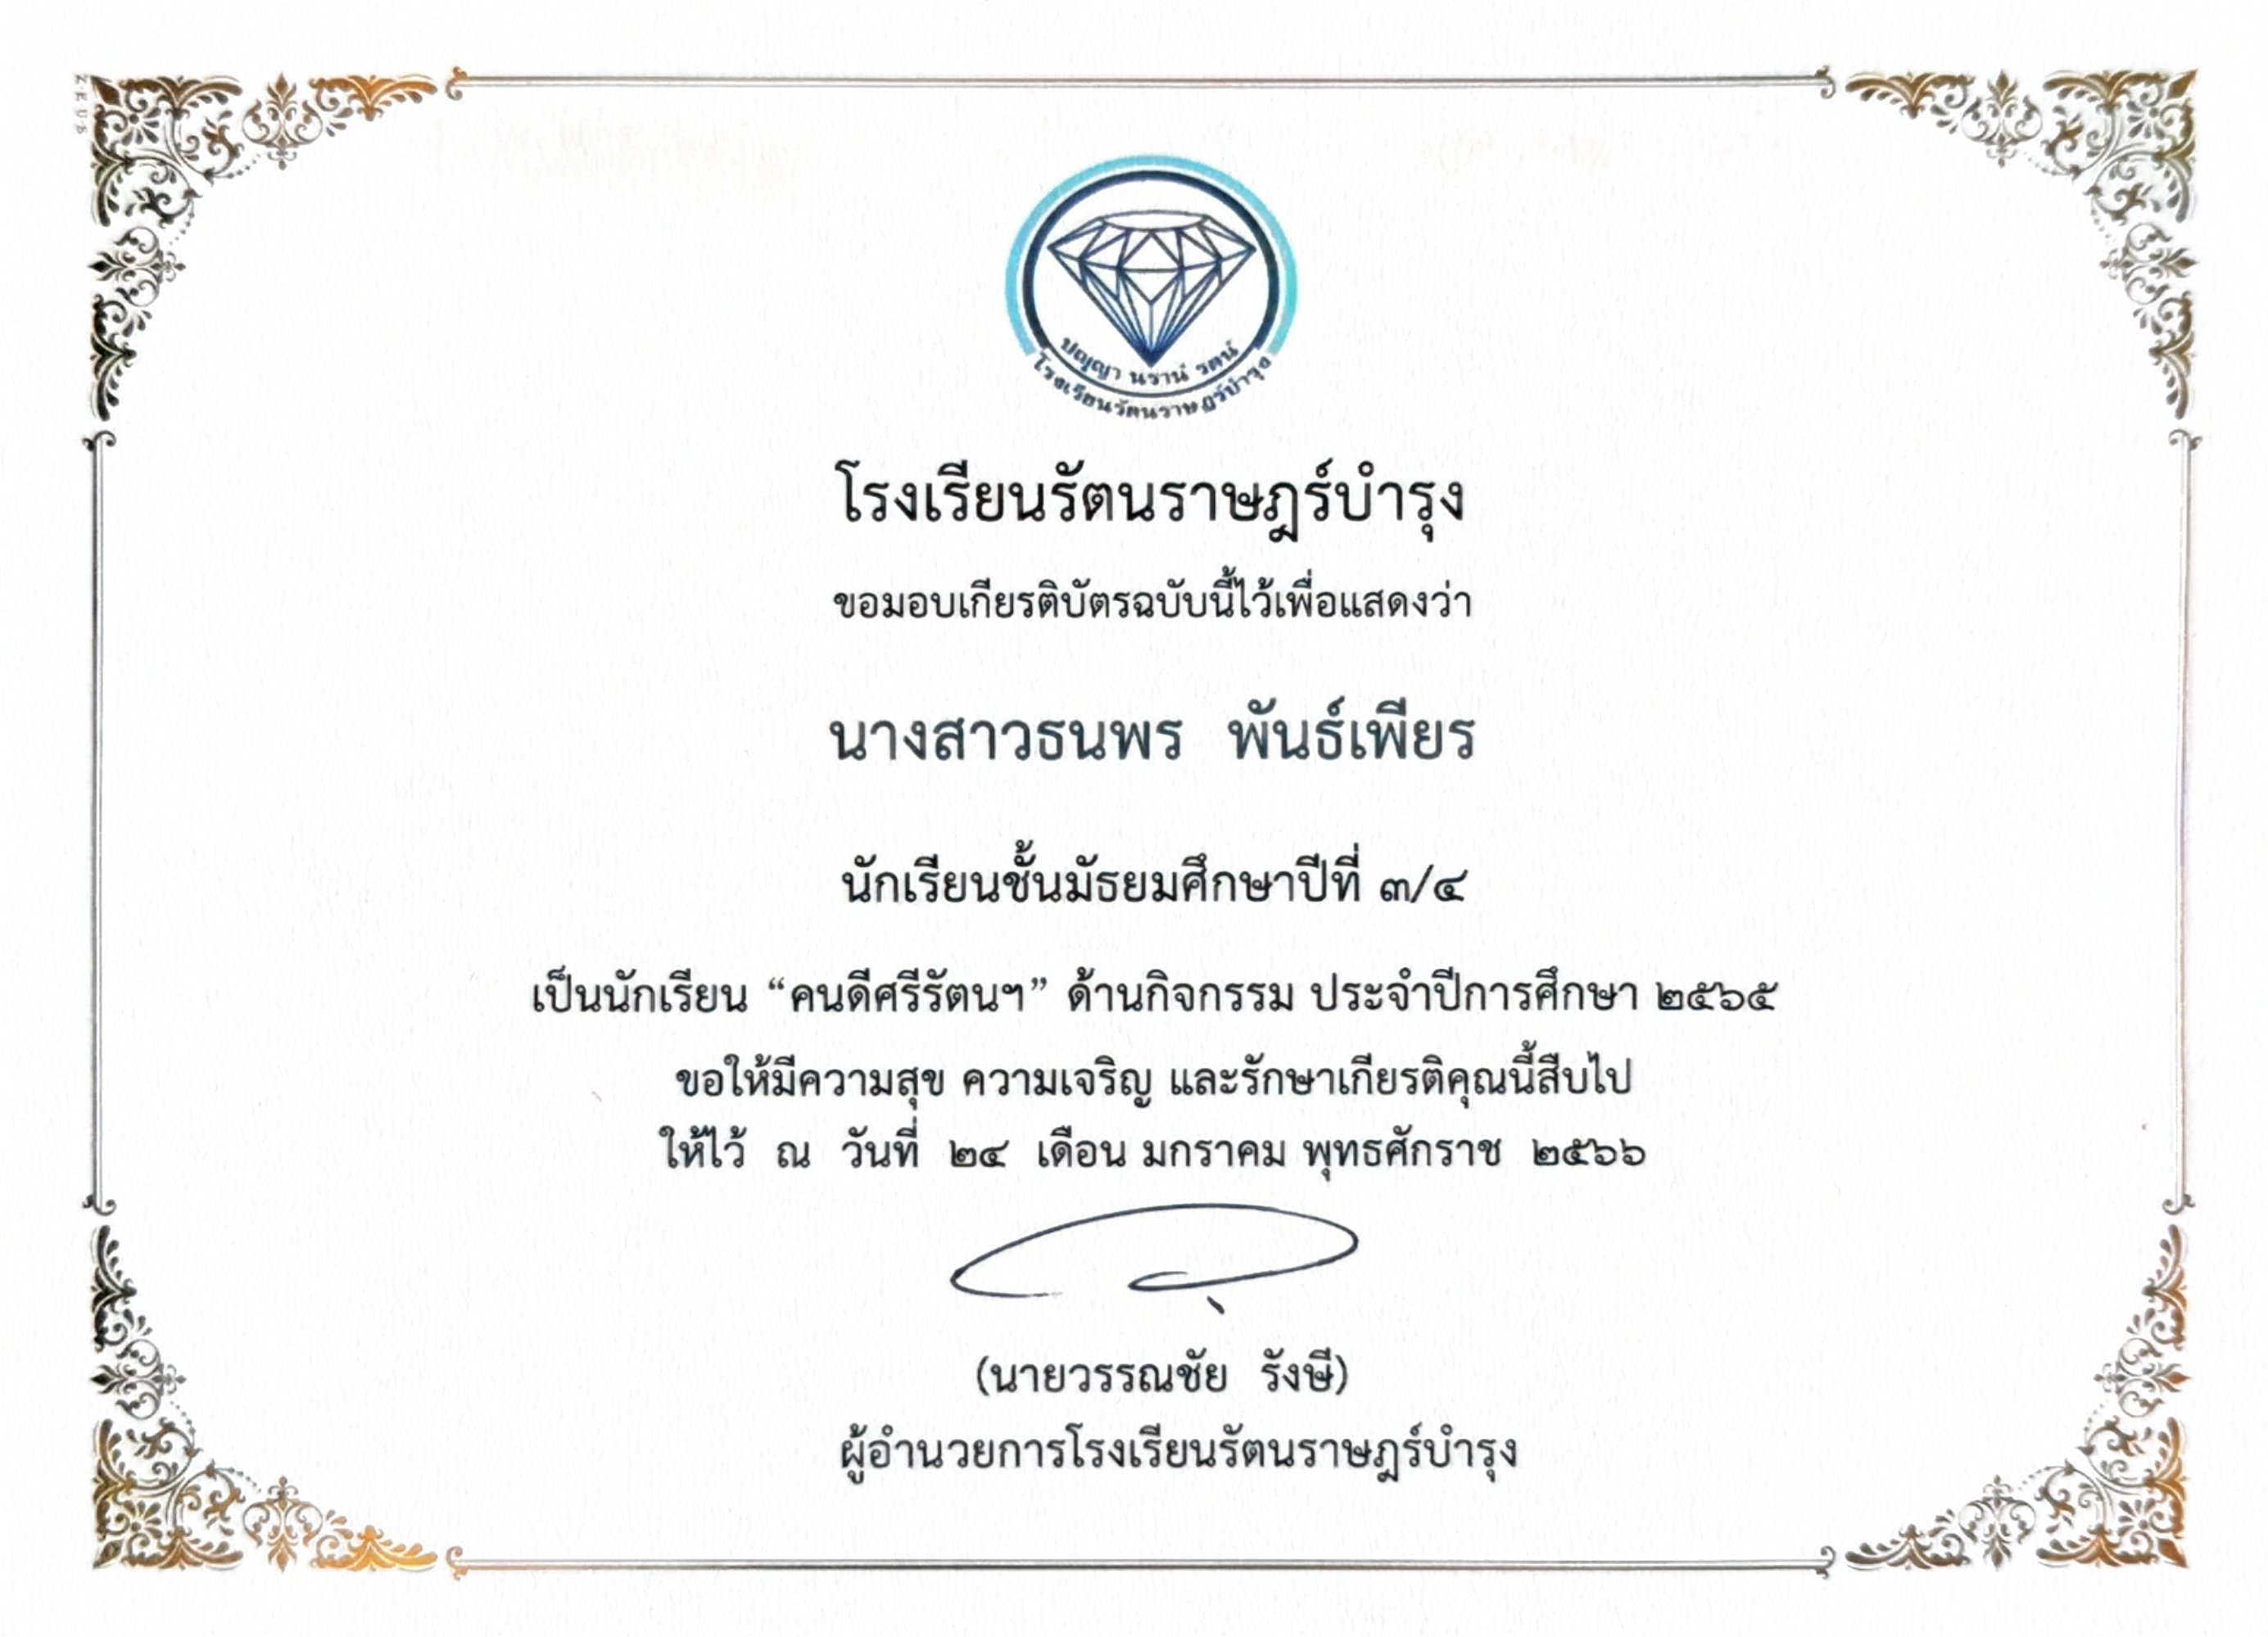 ZEUS
ปญฺญา นรานํ รตนํ
โรงเรียนรัตนราษฎร์บำรุง
โรงเรียนรัตนราษฎร์บำรุง
ขอมอบเกียรติบัตรฉบับนี้ไว้เพื่อแสดงว่า
นางสาวธนพร พันธ์เพียร
นักเรียนชั้นมัธยมศึกษาปีที่ ๓/๔
เป็นนักเรียน “คนดีศรีรัตนฯ” ด้านกิจกรรม ประจำปีการศึกษา ๒๕๖๕
ขอให้มีความสุข ความเจริญ และรักษาเกียรติคุณนี้สืบไป
ให้ไว้ ณ วันที่ ๒๔ เดือน มกราคม พุทธศักราช ๒๕๖๖
(นายวรรณชัย รังษี)
ผู้อำนวยการโรงเรียนรัตนราษฎร์บำรุง